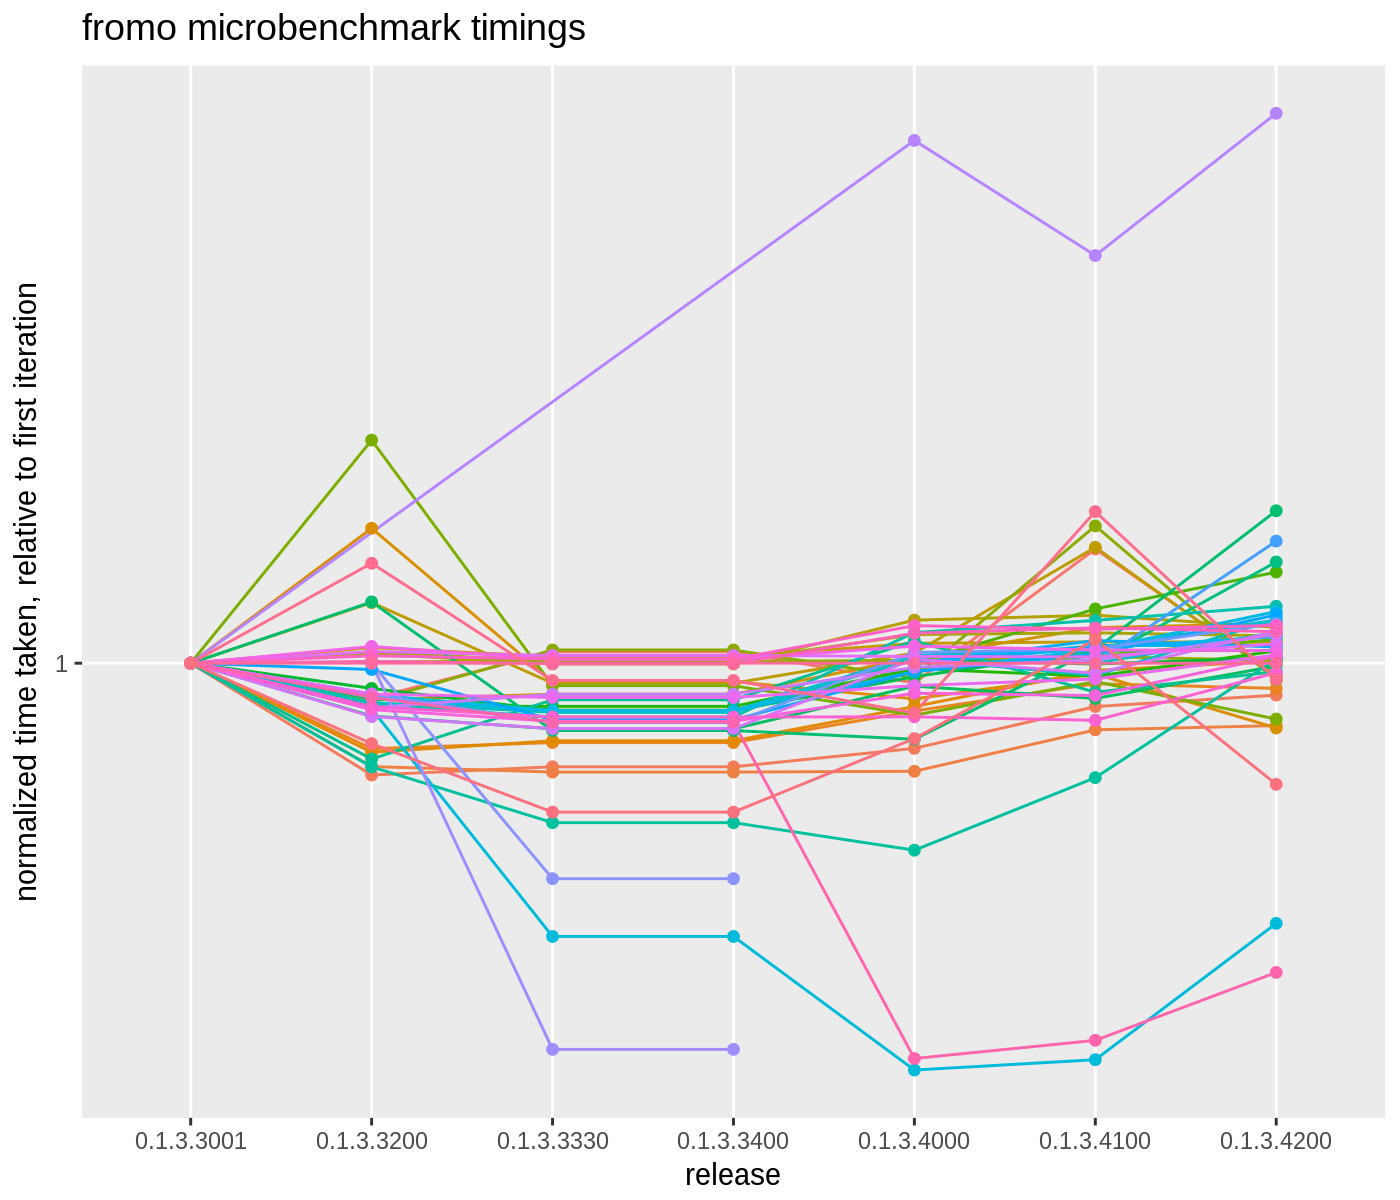 fromo microbenchmark timings
normalized time taken, relative to first iteration
1
0.1.3.3001 0.1.3.3200 0.1.3.3330 0.1.3.3400 0.1.3.4000 0.1.3.4100 0.1.3.4200
release